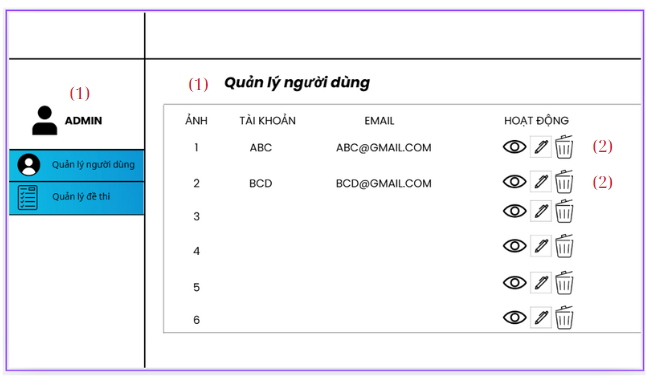 (1)
ADMIN
Quản lý người dùng
Quản lý đề thi
(1) Quản lý người dùng
ẢNH TÀI KHOẢN EMAIL HOẠT ĐỘNG
1 ABC ABC@GMAIL.COM (2)
2 BCD BCD@GMAIL.COM (2)
3
4
5
6